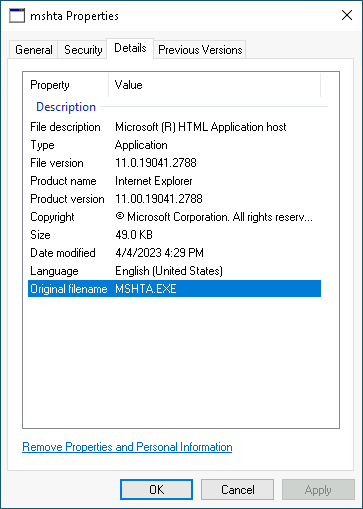 mshta Properties
General Security Details Previous Versions
Property Value
Description
File description Microsoft (R) HTML Application host
Type Application
File version 11.0.19041.2788
Product name Internet Explorer
Product version 11.00.19041.2788
Copyright © Microsoft Corporation. All rights reserv...
Size 49.0 KB
Date modified 4/4/2023 4:29 PM
Language English (United States)
Original filename MSHTA.EXE
Remove Properties and Personal Information
OK Cancel Apply